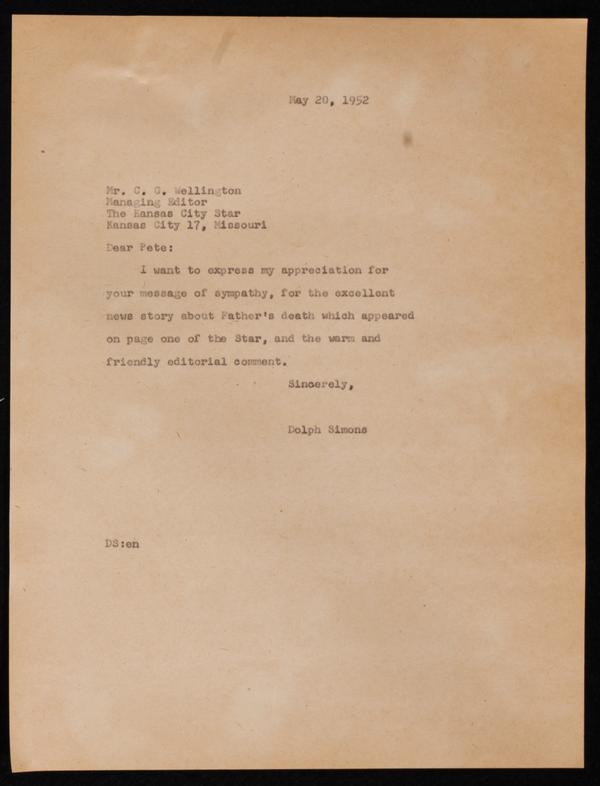 May 20, 1952
Mr. C. G. Wellington
Managing Editor
The Kansas City Star
Kansas City 17, Missouri
Dear Pete:
I want to express my appreciation for
your message of sympathy, for the excellent
news story about Father's death which appeared
on page one of the Star, and the warm and
friendly editorial comment.
Sincerely,
Dolph Simons
DS:en